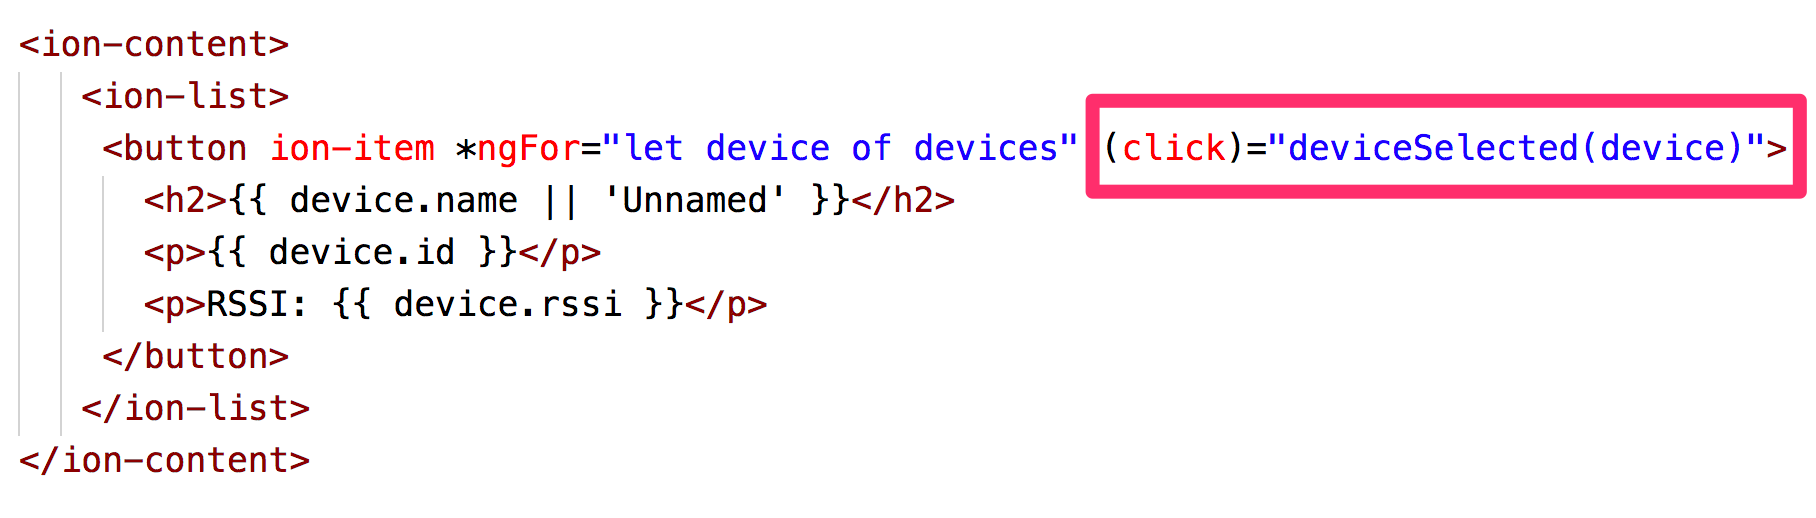 <ion-content>
<ion-list>
<button ion-item *ngFor="let device of devices" (click)="deviceSelected(device)">
<h2>{{ device.name || 'Unnamed' }}</h2>
<p>{{ device.id }}</p>
<p>RSSI: {{ device.rssi }}</p>
</button>
</ion-list>
</ion-content>